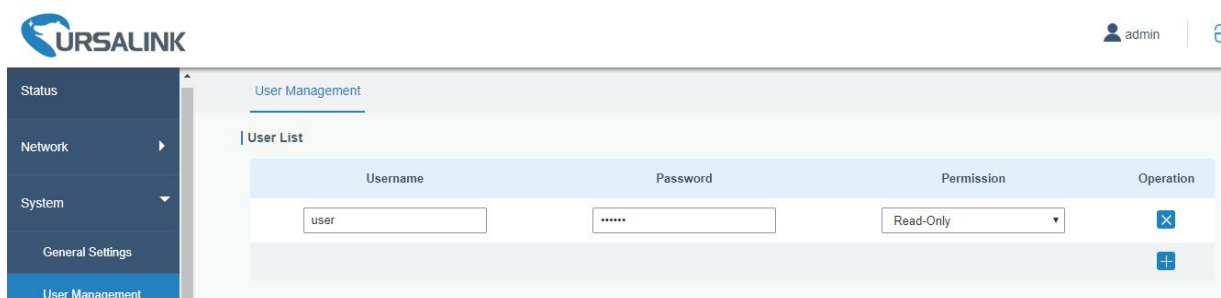 URSALINK
admin
Status
User Management
Network
User List
Username Password Permission Operation
System
user •••••• Read-Only
General Settings
User Management